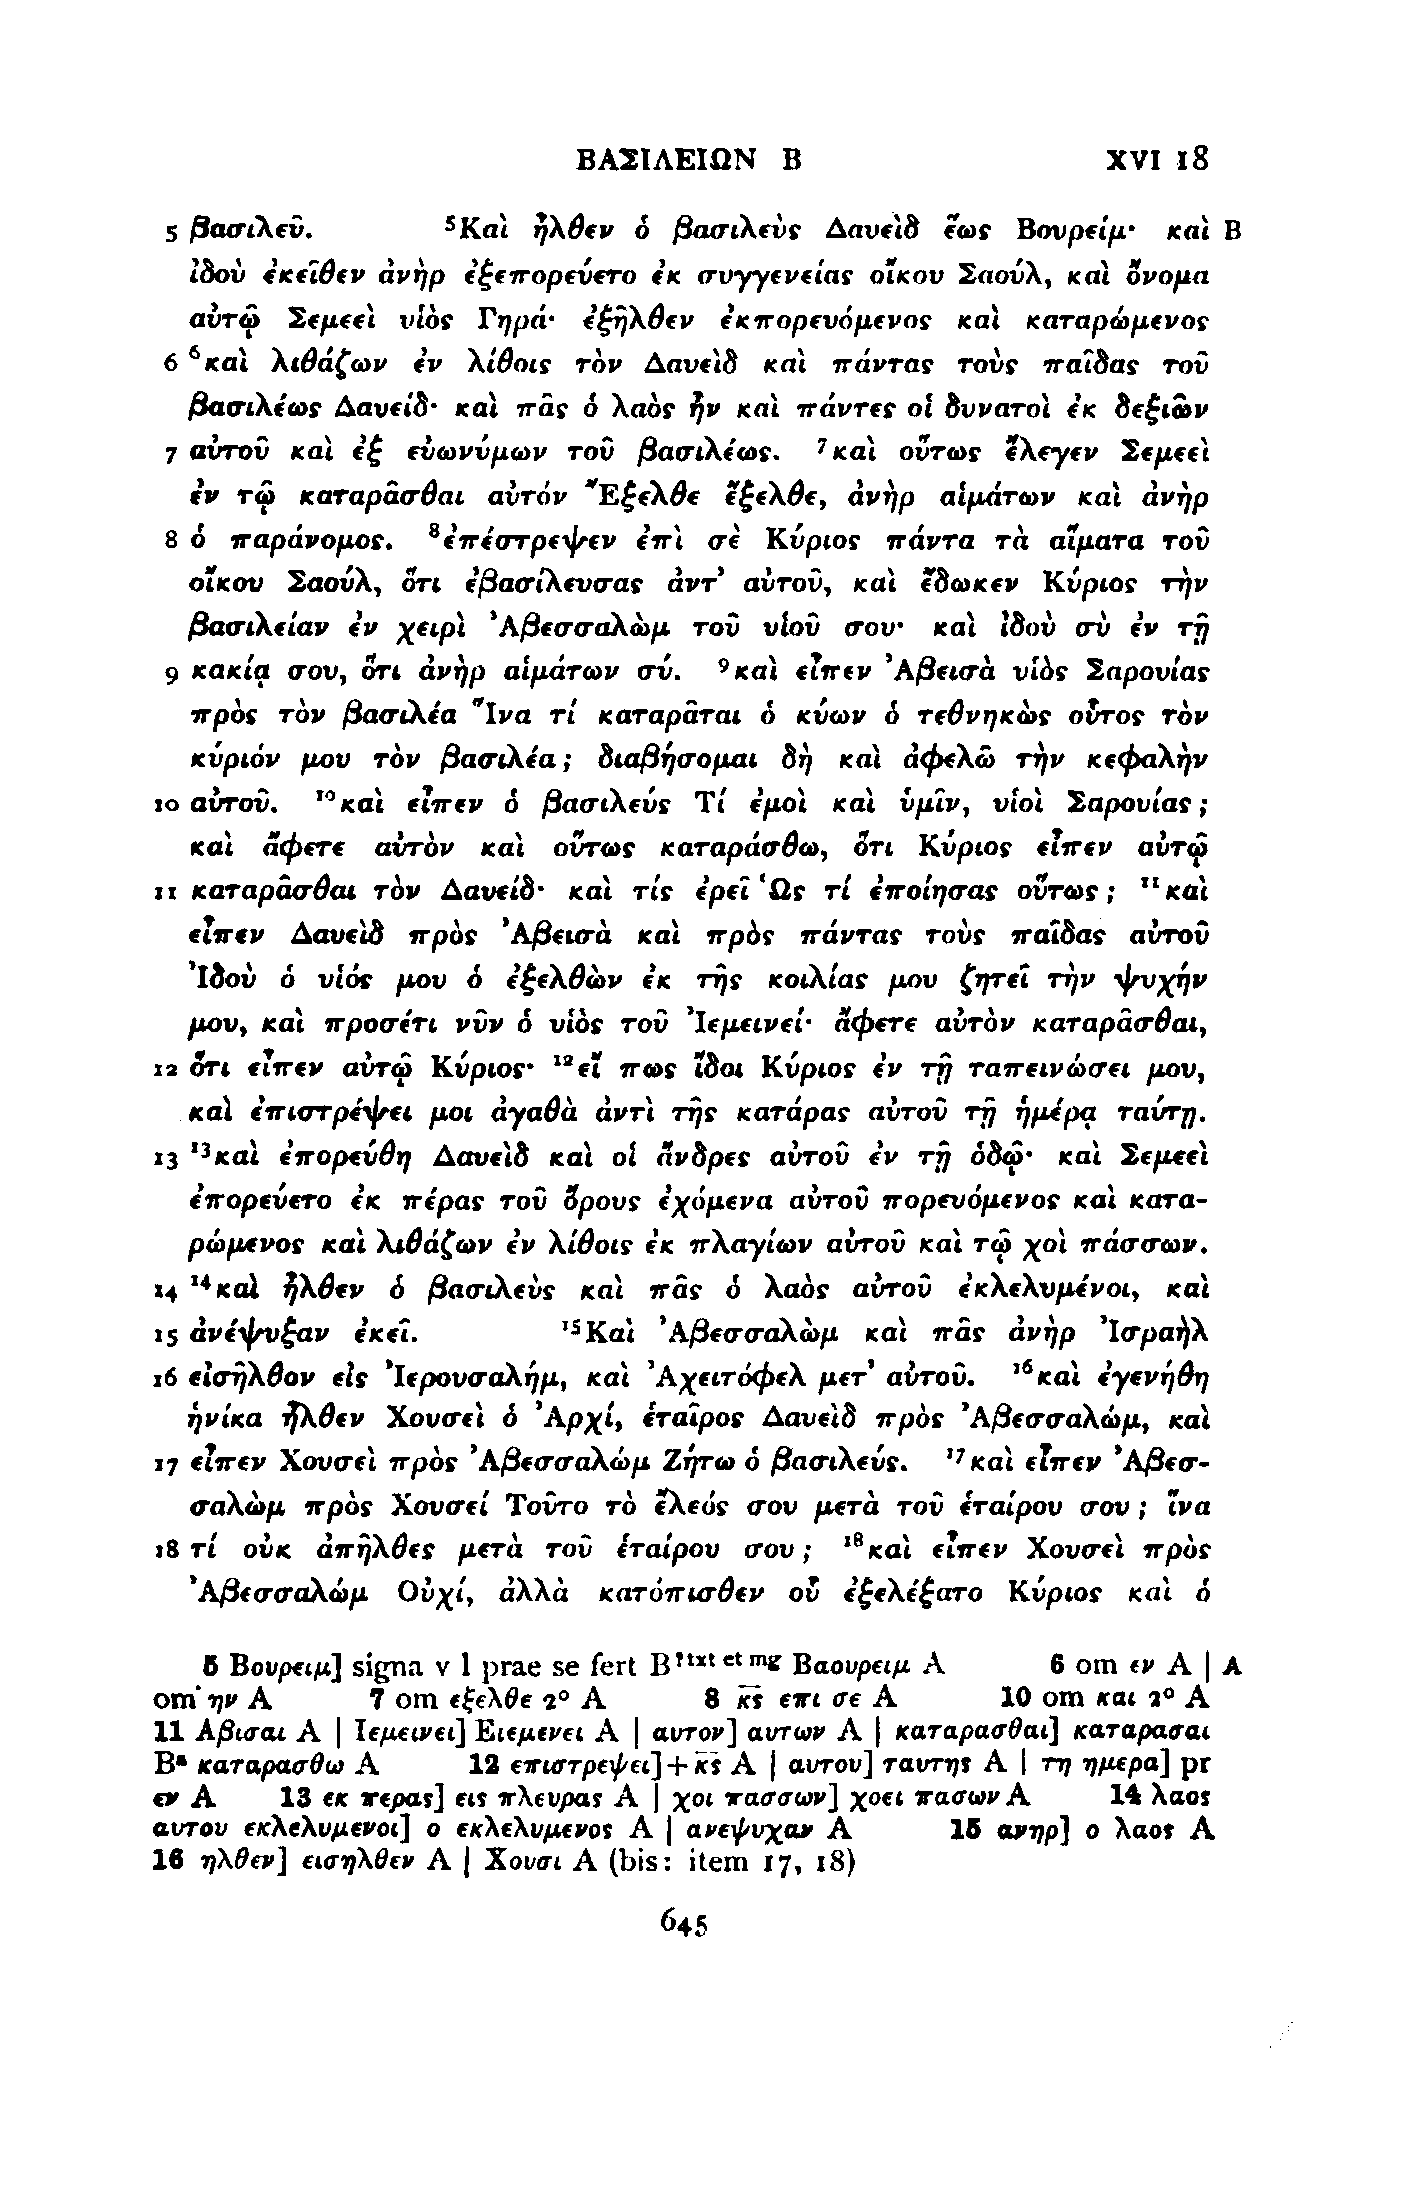 ΒΑΣΙΛΕΙΩΝ Β XVI 18
5 βασιλεῦ. ⁵Καὶ ἦλθεν ὁ βασιλεὺς Δαυεὶδ ἕως Βουρείμ· καὶ B
ἰδοὺ ἐκεῖθεν ἀνὴρ ἐξεπορεύετο ἐκ συγγενείας οἴκου Σαούλ, καὶ ὄνομα
αὐτῷ Σεμεεὶ υἱὸς Γηρά· ἐξῆλθεν ἐκπορευόμενος καὶ καταρώμενος
6 ⁶καὶ λιθάζων ἐν λίθοις τὸν Δαυεὶδ καὶ πάντας τοὺς παῖδας τοῦ
βασιλέως Δαυείδ· καὶ πᾶς ὁ λαὸς ἦν καὶ πάντες οἱ δυνατοὶ ἐκ δεξιῶν
7 αὐτοῦ καὶ ἐξ εὐωνύμων τοῦ βασιλέως. ⁷καὶ οὕτως ἔλεγεν Σεμεεὶ
ἐν τῷ καταρᾶσθαι αὐτόν Ἔξελθε ἔξελθε, ἀνὴρ αἱμάτων καὶ ἀνὴρ
8 ὁ παράνομος. ⁸ἐπέστρεψεν ἐπὶ σὲ Κύριος πάντα τὰ αἵματα τοῦ
οἴκου Σαούλ, ὅτι ἐβασίλευσας ἀντ’ αὐτοῦ, καὶ ἔδωκεν Κύριος τὴν
βασιλείαν ἐν χειρὶ Ἀβεσσαλὼμ τοῦ υἱοῦ σου· καὶ ἰδοὺ σὺ ἐν τῇ
9 κακίᾳ σου, ὅτι ἀνὴρ αἱμάτων σύ. ⁹καὶ εἶπεν Ἀβεισὰ υἱὸς Σαρουίας
πρὸς τὸν βασιλέα Ἵνα τί καταρᾶται ὁ κύων ὁ τεθνηκὼς οὗτος τὸν
κύριόν μου τὸν βασιλέα; διαβήσομαι δὴ καὶ ἀφελῶ τὴν κεφαλὴν
10 αὐτοῦ. ¹⁰καὶ εἶπεν ὁ βασιλεύς Τί ἐμοὶ καὶ ὑμῖν, υἱοὶ Σαρουίας;
καὶ ἄφετε αὐτὸν καὶ οὕτως καταράσθω, ὅτι Κύριος εἶπεν αὐτῷ
11 καταρᾶσθαι τὸν Δαυείδ· καὶ τίς ἐρεῖ Ὡς τί ἐποίησας οὕτως; ¹¹καὶ
εἶπεν Δαυεὶδ πρὸς Ἀβεισὰ καὶ πρὸς πάντας τοὺς παῖδας αὐτοῦ
Ἰδοὺ ὁ υἱός μου ὁ ἐξελθὼν ἐκ τῆς κοιλίας μου ζητεῖ τὴν ψυχήν
μου, καὶ προσέτι νῦν ὁ υἱὸς τοῦ Ἰεμεινεί· ἄφετε αὐτὸν καταρᾶσθαι,
12 ὅτι εἶπεν αὐτῷ Κύριος· ¹²εἴ πως ἴδοι Κύριος ἐν τῇ ταπεινώσει μου,
καὶ ἐπιστρέψει μοι ἀγαθὰ ἀντὶ τῆς κατάρας αὐτοῦ τῇ ἡμέρᾳ ταύτῃ.
13 ¹³καὶ ἐπορεύθη Δαυεὶδ καὶ οἱ ἄνδρες αὐτοῦ ἐν τῇ ὁδῷ· καὶ Σεμεεὶ
ἐπορεύετο ἐκ πέρας τοῦ ὄρους ἐχόμενα αὐτοῦ πορευόμενος καὶ κατα-
ρώμενος καὶ λιθάζων ἐν λίθοις ἐκ πλαγίων αὐτοῦ καὶ τῷ χοὶ πάσσων.
14 ¹⁴καὶ ἦλθεν ὁ βασιλεὺς καὶ πᾶς ὁ λαὸς αὐτοῦ ἐκλελυμένοι, καὶ
15 ἀνέψυξαν ἐκεῖ. ¹⁵Καὶ Ἀβεσσαλὼμ καὶ πᾶς ἀνὴρ Ἰσραὴλ
16 εἰσῆλθον εἰς Ἰερουσαλήμ, καὶ Ἀχειτόφελ μετ’ αὐτοῦ. ¹⁶καὶ ἐγενήθη
ἡνίκα ἦλθεν Χουσεὶ ὁ Ἀρχί, ἑταῖρος Δαυεὶδ πρὸς Ἀβεσσαλώμ, καὶ
17 εἶπεν Χουσεὶ πρὸς Ἀβεσσαλώμ Ζήτω ὁ βασιλεύς. ¹⁷καὶ εἶπεν Ἀβεσ-
σαλὼμ πρὸς Χουσεί Τοῦτο τὸ ἔλεός σου μετὰ τοῦ ἑταίρου σου; ἵνα
18 τί οὐκ ἀπῆλθες μετὰ τοῦ ἑταίρου σου; ¹⁸καὶ εἶπεν Χουσεὶ πρὸς
Ἀβεσσαλώμ Οὐχί, ἀλλὰ κατόπισθεν οὗ ἐξελέξατο Κύριος καὶ ὁ
5 Βουρειμ] signa v l prae se fert B? txt et mg Βαουρειμ A 6 om εν A | A
om ην A 7 om εξελθε 2° A 8 κ̅ς̅ επι σε A 10 om και 2° A
11 Αβισαι A | Ιεμεινει] Ειεμενει A | αυτον] αυτων A | καταρασθαι] καταρασαι
B* καταρασθω A 12 επιστρεψει]+κ̅ς̅ A | αυτου] ταυτης A | τη ημερα] pr
εν A 13 εκ περας] εις πλευρας A | χοι πασσων] χοει πασων A 14 λαος
αυτου εκλελυμενοι] ο εκλελυμενος A | ανεψυχαν A 15 ανηρ] ο λαος A
16 ηλθεν] εισηλθεν A | Χουσι A (bis: item 17, 18)
645